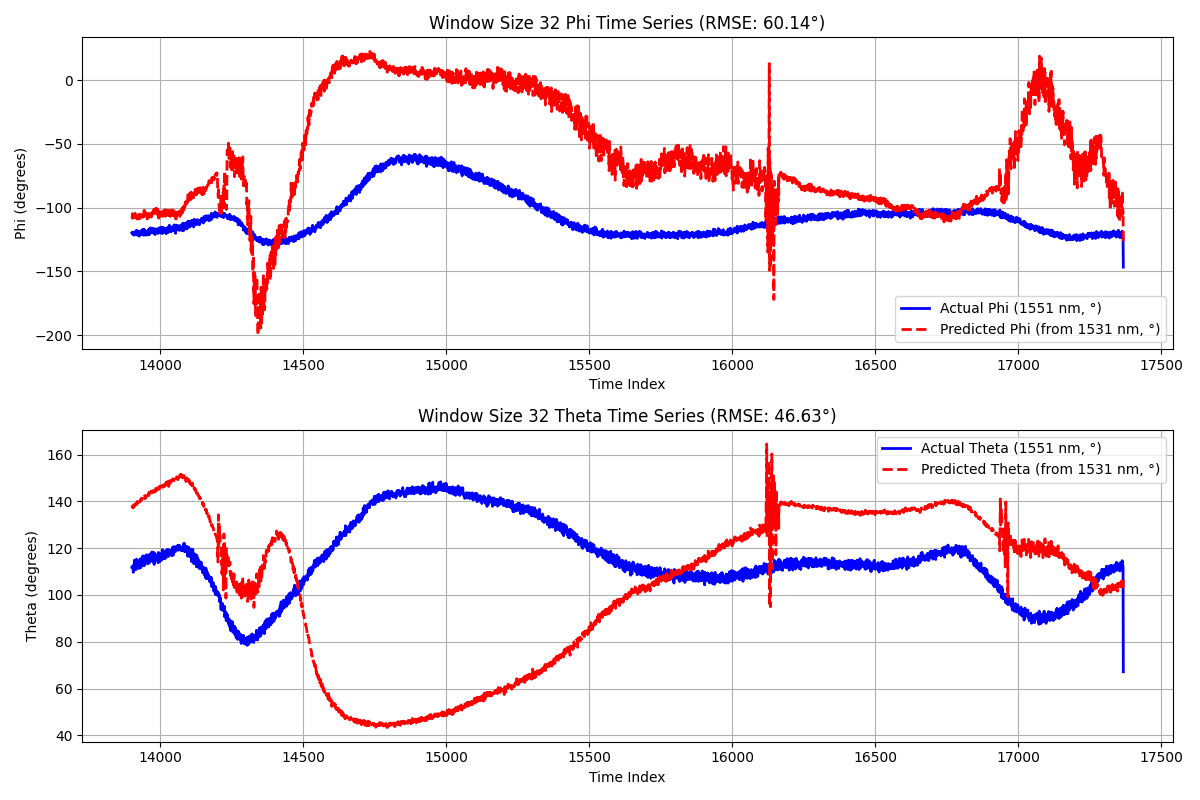 Window Size 32 Phi Time Series (RMSE: 60.14°)
Phi (degrees)
0
−50
−100
−150
−200
Actual Phi (1551 nm, °)
Predicted Phi (from 1531 nm, °)
14000 14500 15000 15500 16000 16500 17000 17500
Time Index
Window Size 32 Theta Time Series (RMSE: 46.63°)
Theta (degrees)
160
140
120
100
80
60
40
Actual Theta (1551 nm, °)
Predicted Theta (from 1531 nm, °)
14000 14500 15000 15500 16000 16500 17000 17500
Time Index